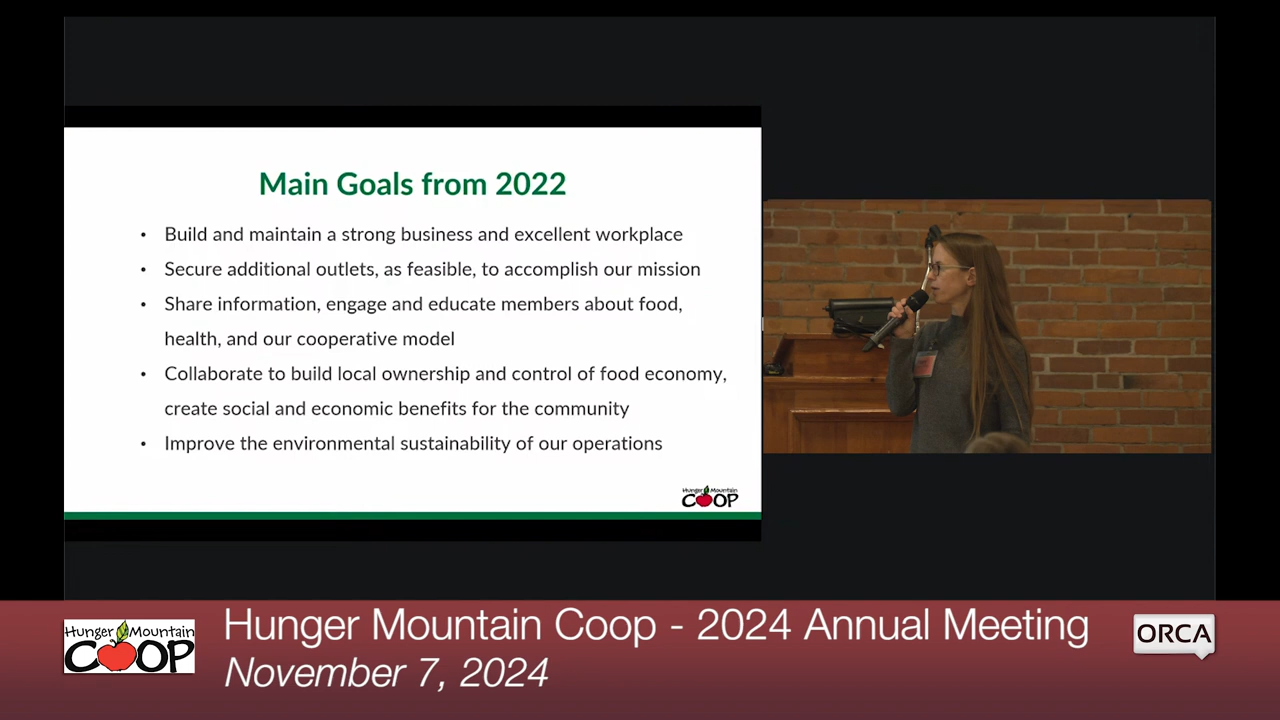 Main Goals from 2022
• Build and maintain a strong business and excellent workplace
• Secure additional outlets, as feasible, to accomplish our mission
• Share information, engage and educate members about food,
health, and our cooperative model
• Collaborate to build local ownership and control of food economy,
create social and economic benefits for the community
• Improve the environmental sustainability of our operations
Hunger Mountain
COOP
Hunger Mountain
COOP
Hunger Mountain Coop - 2024 Annual Meeting
November 7, 2024
ORCA